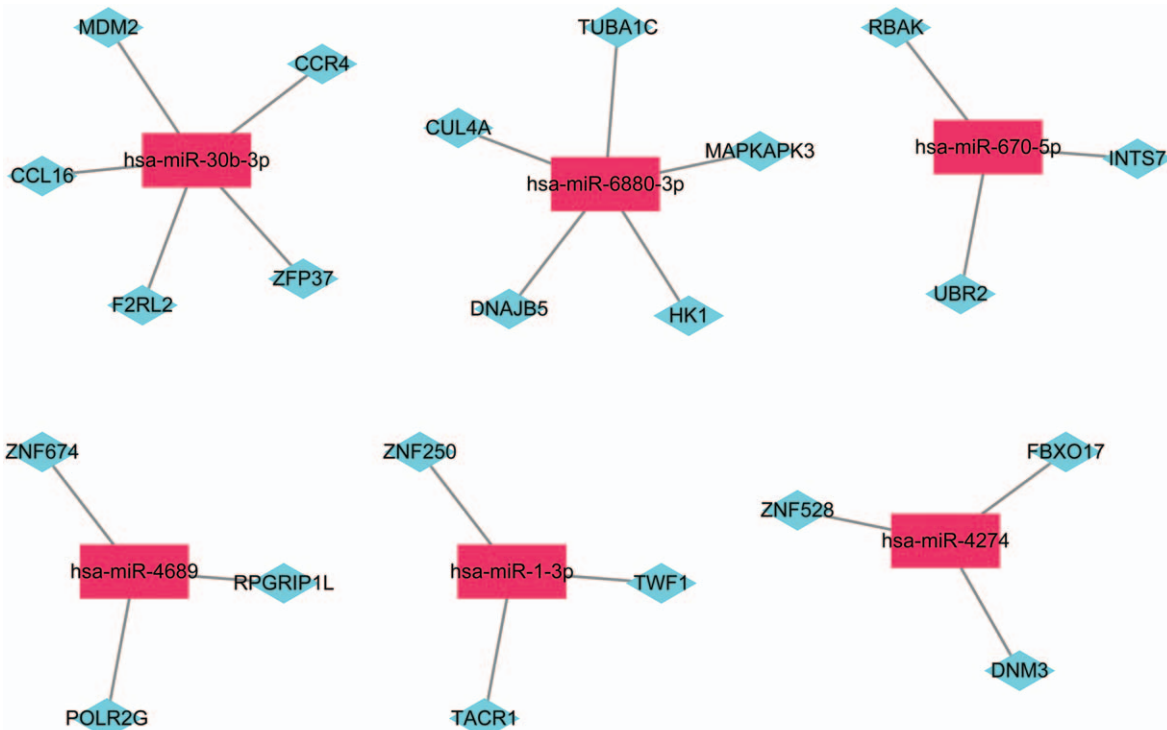 MDM2
CCR4
hsa-miR-30b-3p
CCL16
F2RL2
ZFP37
TUBA1C
CUL4A
MAPKAPK3
hsa-miR-6880-3p
DNAJB5
HK1
RBAK
hsa-miR-670-5p
INTS7
UBR2
ZNF674
hsa-miR-4689
RPGRIP1L
POLR2G
ZNF250
hsa-miR-1-3p
TWF1
TACR1
FBXO17
ZNF528
hsa-miR-4274
DNM3